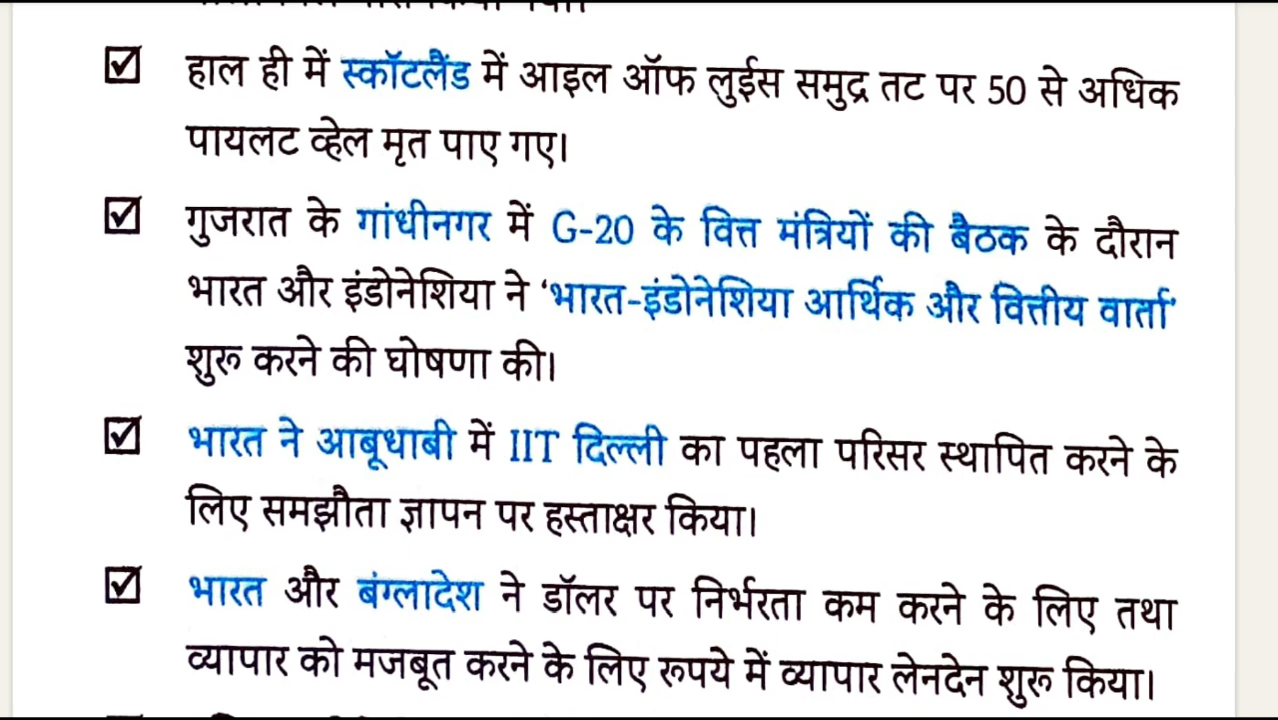 हाल ही में स्कॉटलैंड में आइल ऑफ लुईस समुद्र तट पर 50 से अधिक
पायलट व्हेल मृत पाए गए।
गुजरात के गांधीनगर में G-20 के वित्त मंत्रियों की बैठक के दौरान
भारत और इंडोनेशिया ने ‘भारत-इंडोनेशिया आर्थिक और वित्तीय वार्ता’
शुरू करने की घोषणा की।
भारत ने आबूधाबी में IIT दिल्ली का पहला परिसर स्थापित करने के
लिए समझौता ज्ञापन पर हस्ताक्षर किया।
भारत और बंग्लादेश ने डॉलर पर निर्भरता कम करने के लिए तथा
व्यापार को मजबूत करने के लिए रूपये में व्यापार लेनदेन शुरू किया।